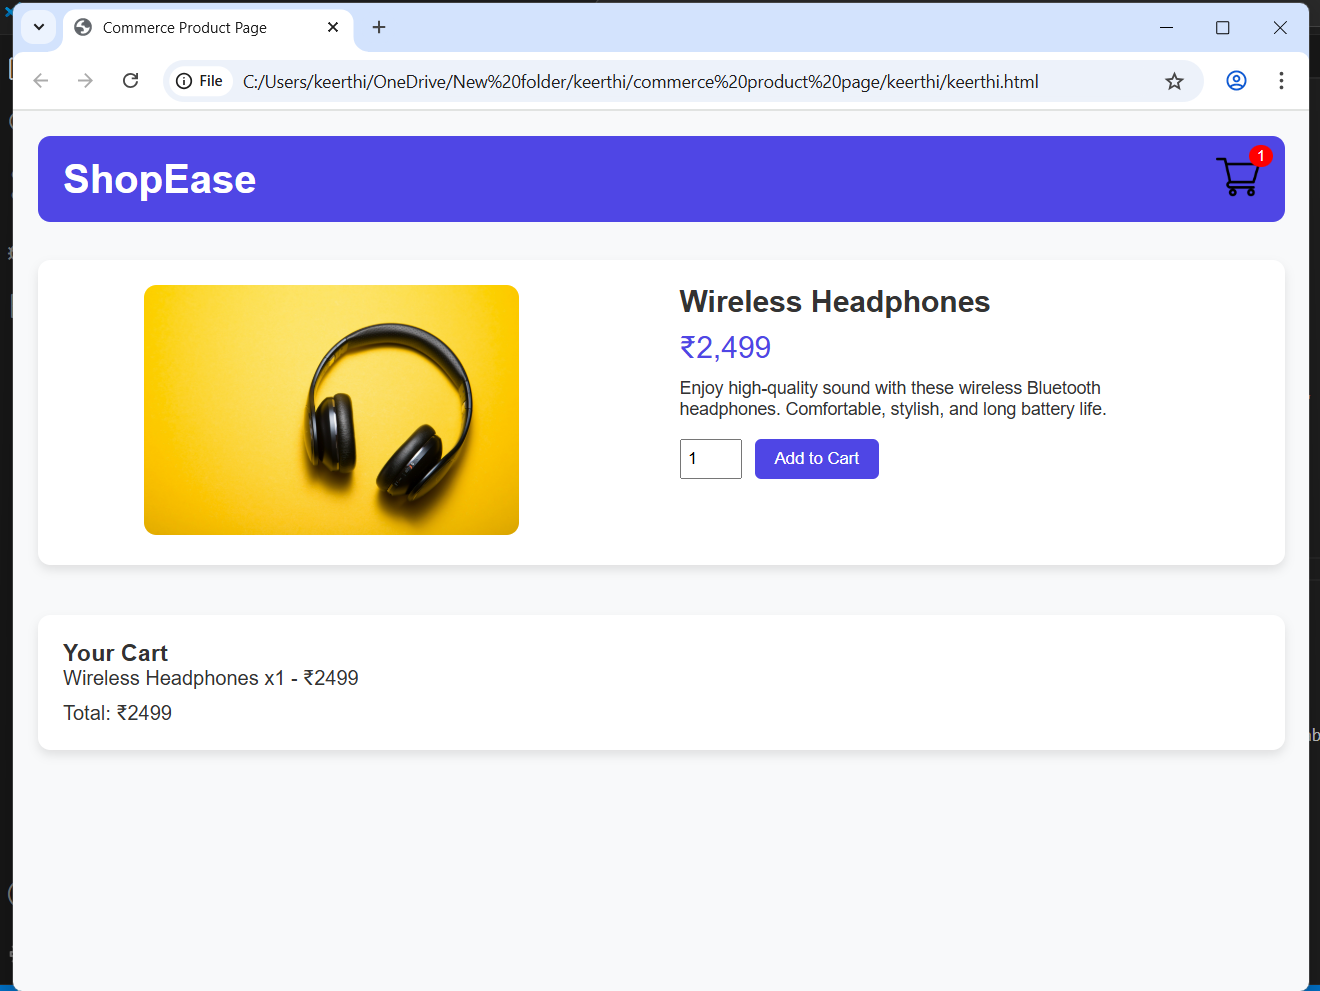 Commerce Product Page
File
C:/Users/keerthi/OneDrive/New%20folder/keerthi/commerce%20product%20page/keerthi/keerthi.html
ShopEase
1
Wireless Headphones
₹2,499
Enjoy high-quality sound with these wireless Bluetooth
headphones. Comfortable, stylish, and long battery life.
1
Add to Cart
Your Cart
Wireless Headphones x1 - ₹2499
Total: ₹2499